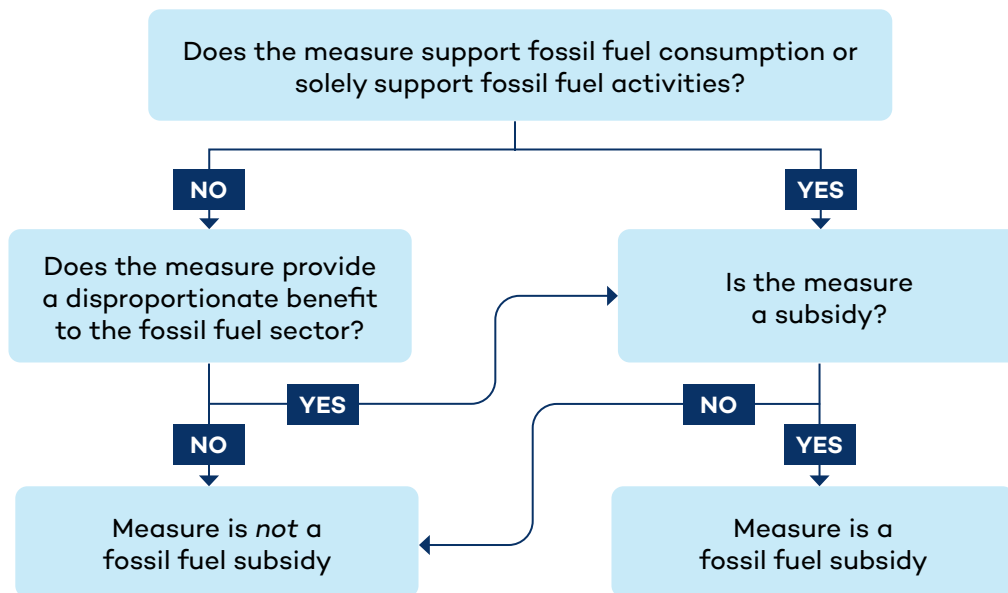 Does the measure support fossil fuel consumption or
solely support fossil fuel activities?
NO
YES
Does the measure provide
a disproportionate benefit
to the fossil fuel sector?
Is the measure
a subsidy?
YES
NO
NO
YES
Measure is not a
fossil fuel subsidy
Measure is a
fossil fuel subsidy